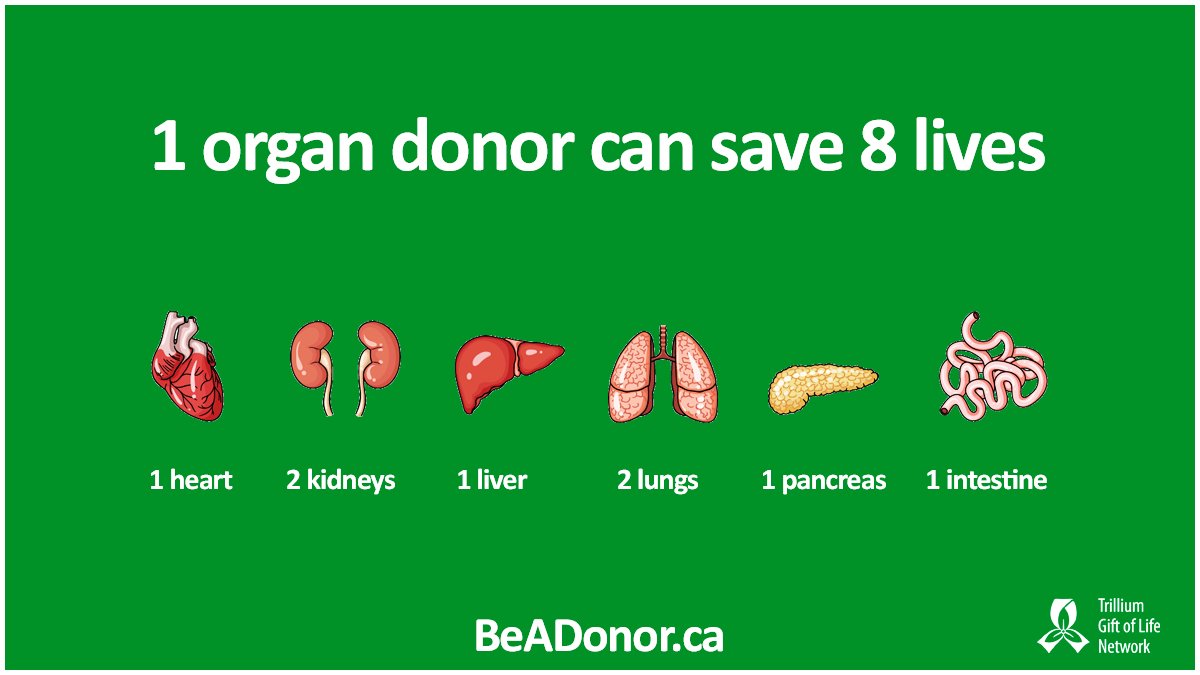 1 organ donor can save 8 lives
1 heart
2 kidneys
1 liver
2 lungs
1 pancreas
1 intestine
BeADonor.ca
Trillium
Gift of Life
Network